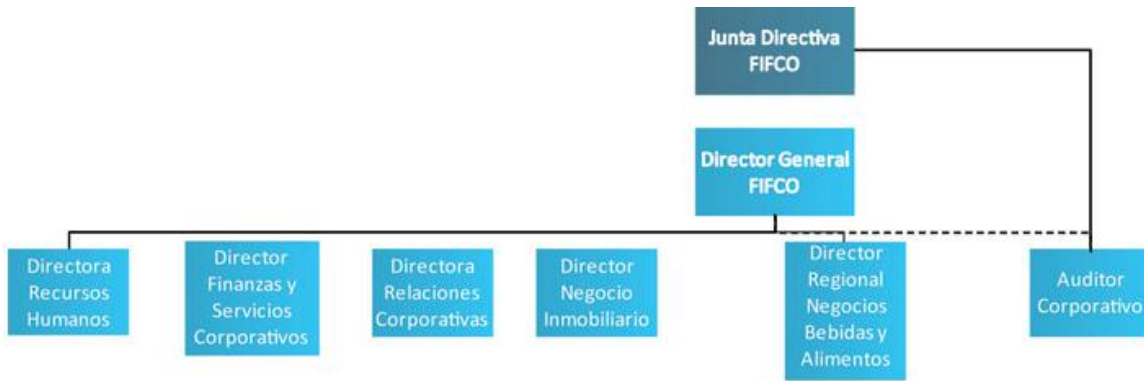 Junta Directiva
FIFCO
Director General
FIFCO
Directora
Recursos
Humanos
Director
Finanzas y
Servicios
Corporativos
Directora
Relaciones
Corporativas
Director
Negocio
Inmobiliario
Director
Regional
Negocios
Bebidas y
Alimentos
Auditor
Corporativo